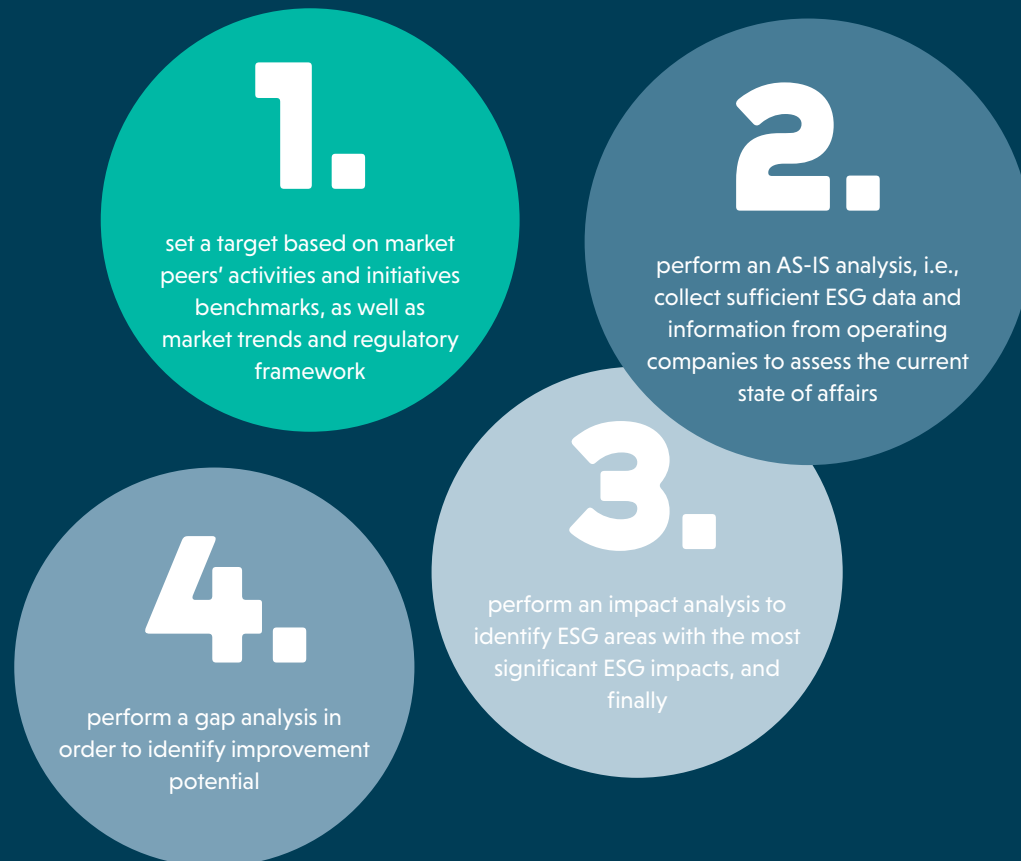 1.
set a target based on market
peers’ activities and initiatives
benchmarks, as well as
market trends and regulatory
framework
2.
perform an AS-IS analysis, i.e.,
collect sufficient ESG data and
information from operating
companies to assess the current
state of affairs
3.
perform an impact analysis to
identify ESG areas with the most
significant ESG impacts, and
finally
4.
perform a gap analysis in
order to identify improvement
potential